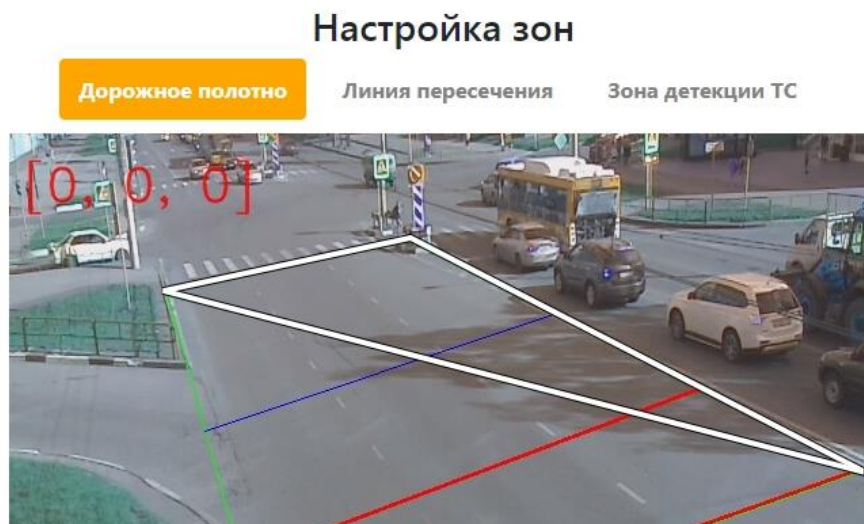 Настройка зон
Дорожное полотно
Линия пересечения
Зона детекции ТС
[0, 0, 0]